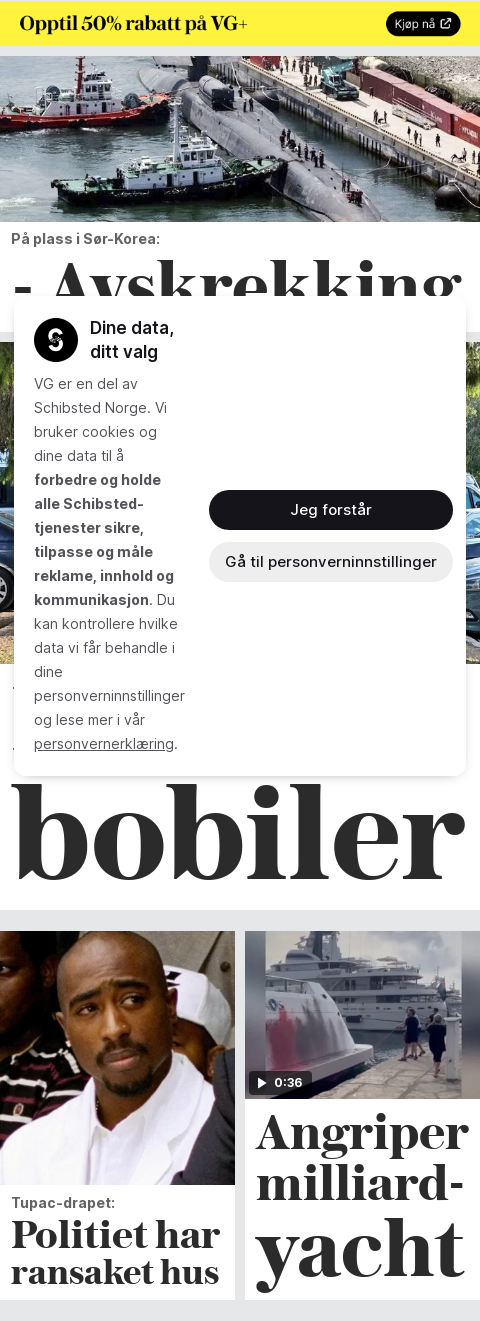 Opptil 50% rabatt på VG+
Kjøp nå
På plass i Sør-Korea:
- Avskrekking
Dine data,
ditt valg
VG er en del av
Schibsted Norge. Vi
bruker cookies og
dine data til å
forbedre og holde
alle Schibsted-
tjenester sikre,
tilpasse og måle
reklame, innhold og
kommunikasjon. Du
kan kontrollere hvilke
data vi får behandle i
dine
personverninnstillinger
og lese mer i vår
personvernerklæring.
Jeg forstår
Gå til personverninnstillinger
bobiler
Tupac-drapet:
Politiet har
ransaket hus
0:36
Angriper
milliard-
yacht